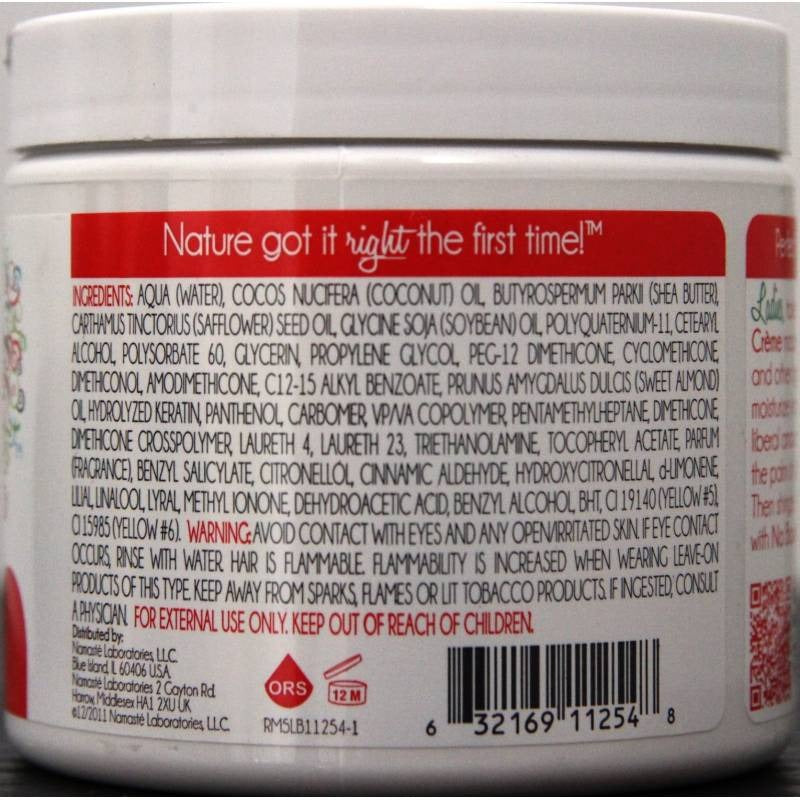 Nature got it right the first time!™
INGREDIENTS: AQUA (WATER), COCOS NUCIFERA (COCONUT) OIL, BUTYROSPERMUM PARKII (SHEA BUTTER),
CARTHAMUS TINCTORIUS (SAFFLOWER) SEED OIL, GLYCINE SOJA (SOYBEAN) OIL, POLYQUATERNIUM-11, CETEARYL
ALCOHOL, POLYSORBATE 60, GLYCERIN, PROPYLENE GLYCOL, PEG-12 DIMETHICONE, CYCLOMETHICONE,
DIMETHICONOL, AMODIMETHICONE, C12-15 ALKYL BENZOATE, PRUNUS AMYGDALUS DULCIS (SWEET ALMOND)
OIL, HYDROLYZED KERATIN, PANTHENOL, CARBOMER, VP/VA COPOLYMER, PENTAMETHYLHEPTANE, DIMETHICONE,
DIMETHICONE CROSSPOLYMER, LAURETH 4, LAURETH 23, TRIETHANOLAMINE, TOCOPHERYL ACETATE, PARFUM
(FRAGRANCE), BENZYL SALICYLATE, CITRONELLOL, CINNAMIC ALDEHYDE, HYDROXYCITRONELLAL, d-LIMONENE,
LILIAL, LINALOOL, LYRAL, METHYL IONONE, DEHYDROACETIC ACID, BENZYL ALCOHOL, BHT, CI 19140 (YELLOW #5),
CI 15985 (YELLOW #6). WARNING: AVOID CONTACT WITH EYES AND ANY OPEN/IRRITATED SKIN. IF EYE CONTACT
OCCURS, RINSE WITH WATER. HAIR IS FLAMMABLE. FLAMMABILITY IS INCREASED WHEN WEARING LEAVE-ON
PRODUCTS OF THIS TYPE. KEEP AWAY FROM SPARKS, FLAMES OR LIT TOBACCO PRODUCTS. IF INGESTED, CONSULT
A PHYSICIAN. FOR EXTERNAL USE ONLY. KEEP OUT OF REACH OF CHILDREN.
Distributed by:
Namasté Laboratories, LLC.
Blue Island, IL 60406 U.S.A.
Namasté Laboratories 2 Gayton Rd.
Harrow, Middlesex HA1 2XU UK
©12/2011 Namasté Laboratories, LLC.
ORS
12 M
RM5LB11254-1
6 32169 11254 8
Crème
and
with No